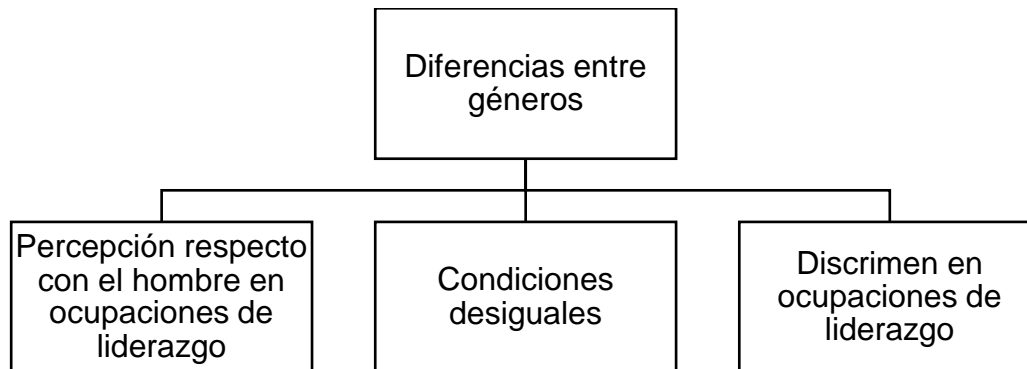 Diferencias entre
géneros
Percepción respecto
con el hombre en
ocupaciones de
liderazgo
Condiciones
desiguales
Discrimen en
ocupaciones de
liderazgo